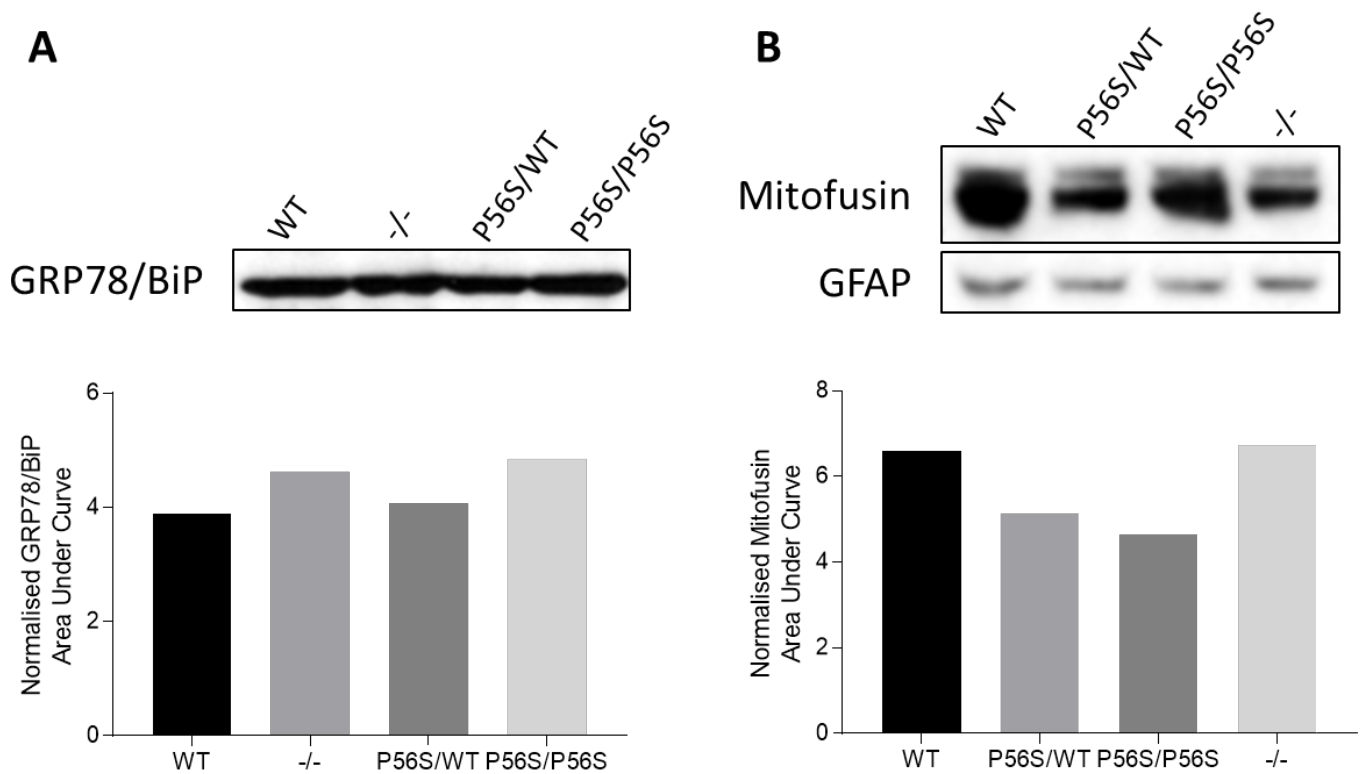 A
WT
-/-
P56S/WT
P56S/P56S
GRP78/BiP
Normalised GRP78/BiP
Area Under Curve
6
4
2
0
WT
-/-
P56S/WT
P56S/P56S
B
WT
P56S/WT
P56S/P56S
-/-
Mitofusin
GFAP
Normalised Mitofusin
Area Under Curve
8
6
4
2
0
WT
P56S/WT
P56S/P56S
-/-